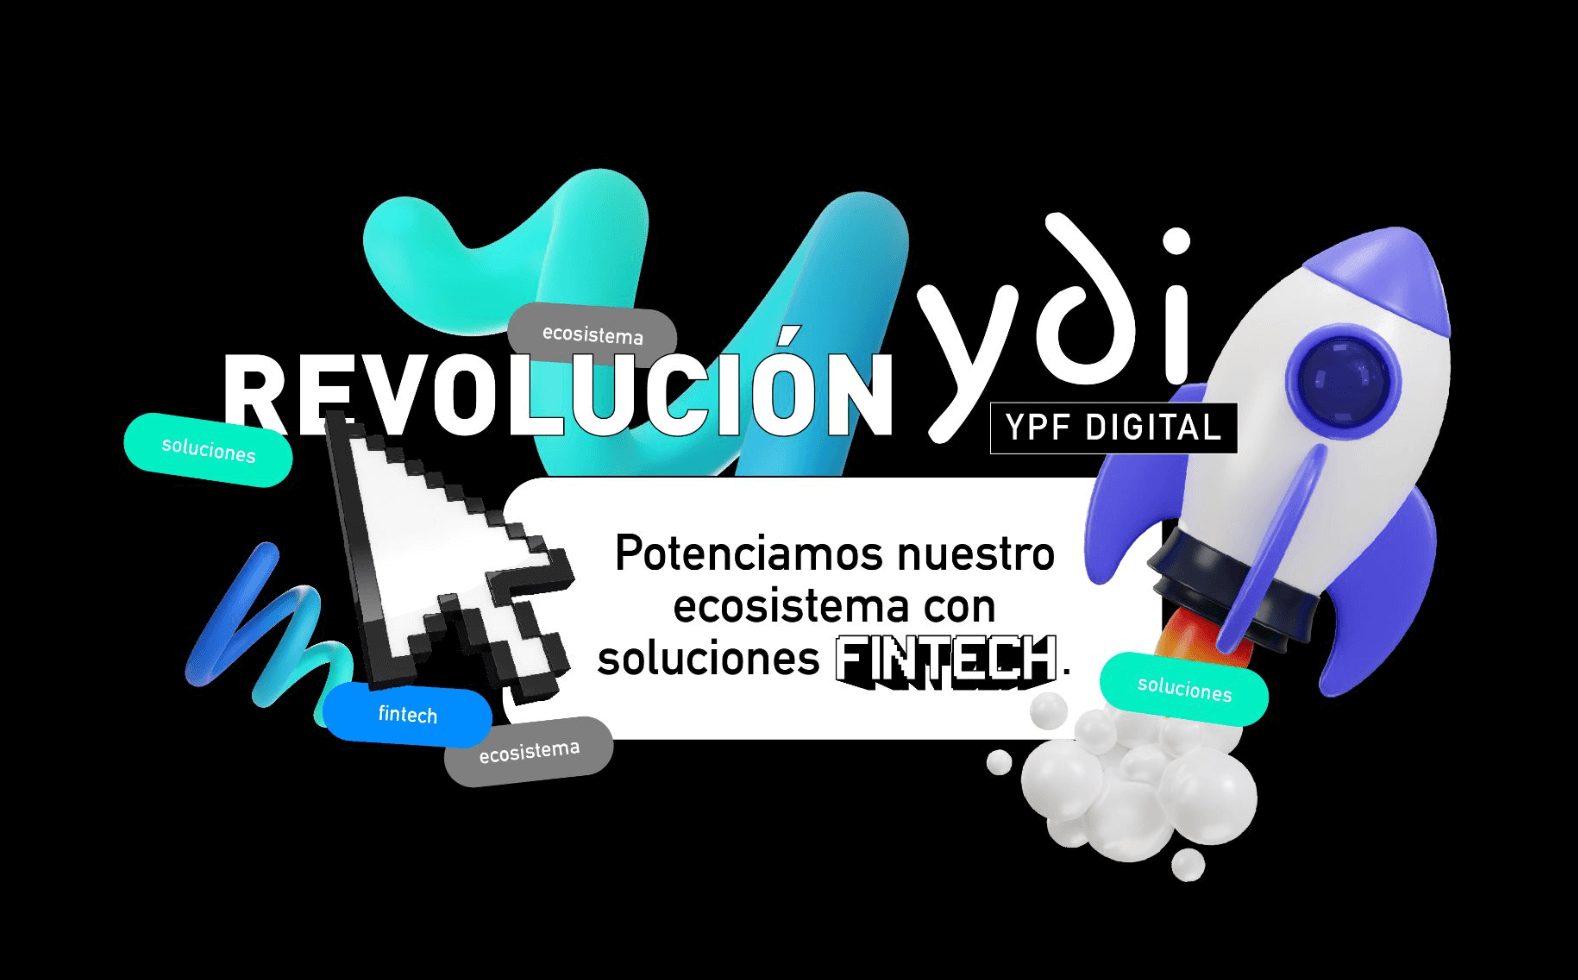 ecosistema
REVOLUCIÓN
ydi
YPF DIGITAL
soluciones
Potenciamos nuestro
ecosistema con
soluciones FINTECH.
soluciones
fintech
ecosistema